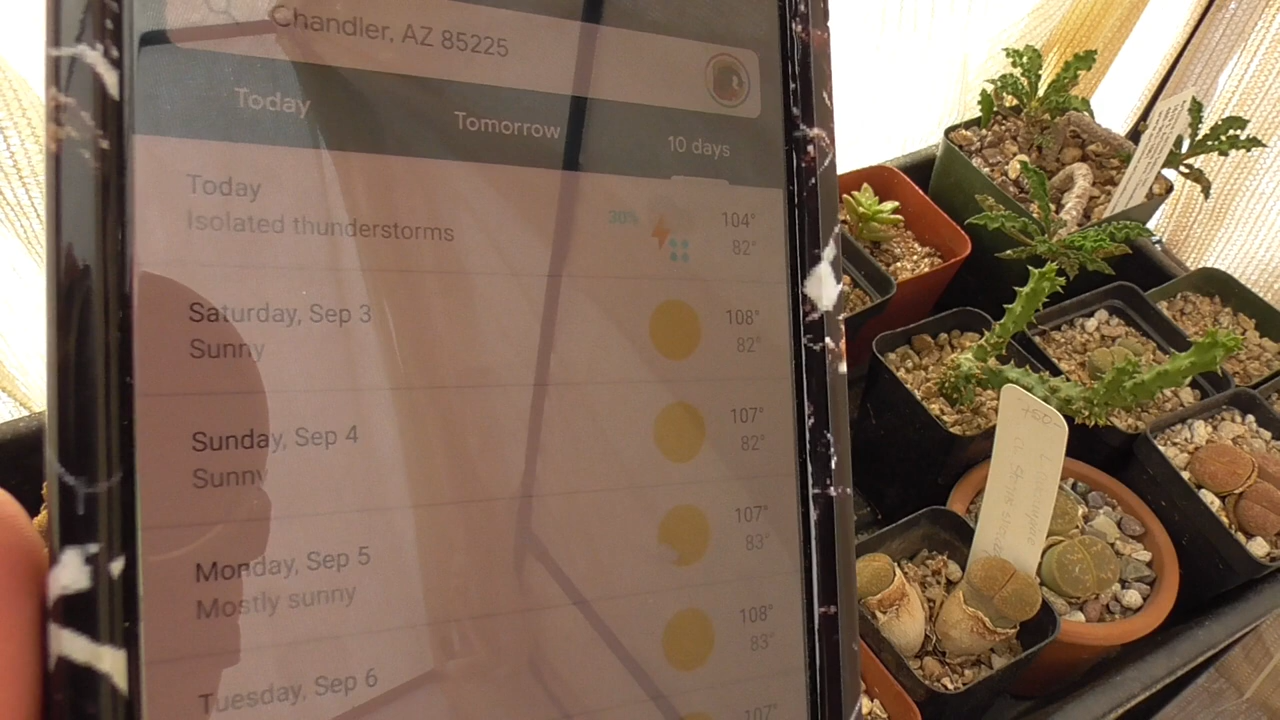 Chandler, AZ 85225
Today
Tomorrow
10 days
Today
Isolated thunderstorms
30%
104°
82°
Saturday, Sep 3
Sunny
108°
82°
Sunday, Sep 4
Sunny
107°
82°
Monday, Sep 5
Mostly sunny
107°
83°
Tuesday, Sep 6
108°
83°
107°